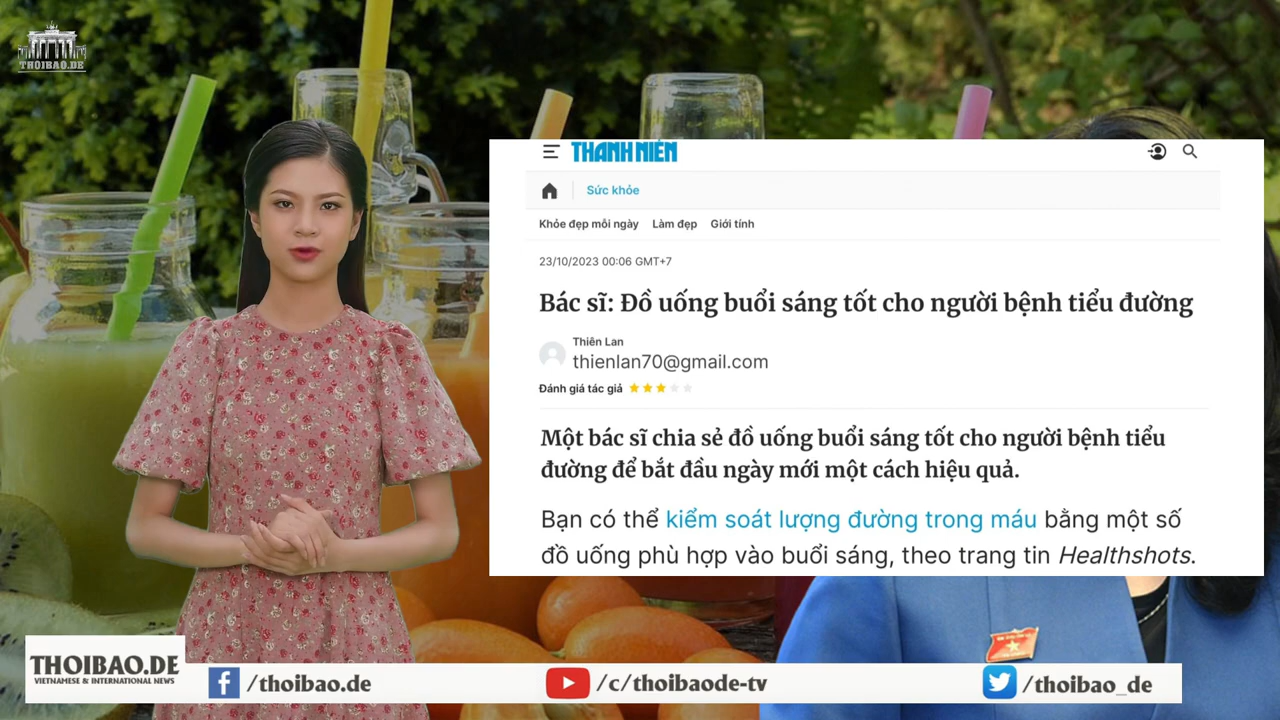 THOIBAO.DE
THANH NIÊN
Sức khỏe
Khỏe đẹp mỗi ngày Làm đẹp Giới tính
23/10/2023 00:06 GMT+7
Bác sĩ: Đồ uống buổi sáng tốt cho người bệnh tiểu đường
Thiên Lan
thienlan70@gmail.com
Đánh giá tác giả
Một bác sĩ chia sẻ đồ uống buổi sáng tốt cho người bệnh tiểu
đường để bắt đầu ngày mới một cách hiệu quả.
Bạn có thể kiểm soát lượng đường trong máu bằng một số
đồ uống phù hợp vào buổi sáng, theo trang tin Healthshots.
THOIBAO.DE
VIETNAMESE & INTERNATIONAL NEWS
/thoibao.de
/c/thoibaode-tv
/thoibao_de